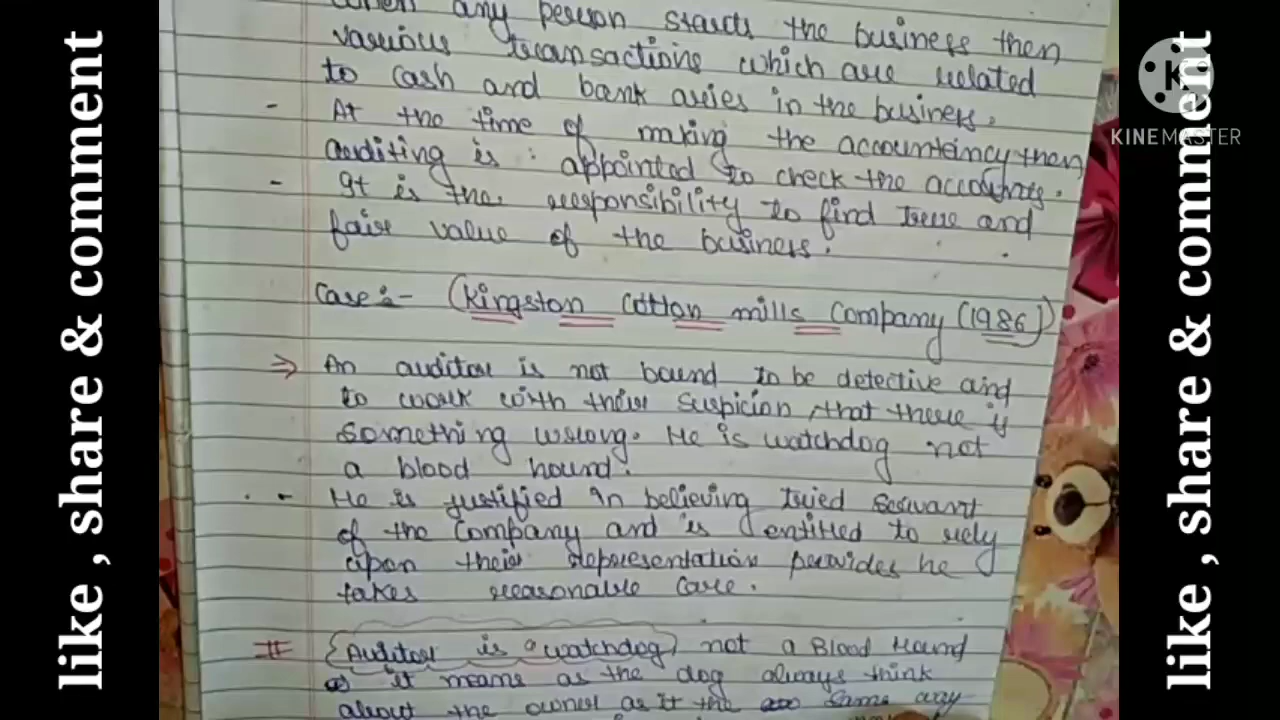 When any person starts the business then
various transactions which are related
to cash and bank aries in the business.
- At the time of making the accountancy then
auditing is appointed to check the accounts.
- It is the responsibility to find true and
fair value of the business.
Case:- (Kingston Cotton mills Company (1986)
⇒ An auditor is not bound to be detective and
to work with their suspicion, that there is
something wrong. He is watchdog not
a blood hound.
- He is justified in believing tried servant
of the company and is entitled to rely
upon their representation provides he
takes reasonable care.
# {Auditor is "watchdog} not a Blood Hound
it means as the dog always think
about the owner as it the same way
like , share & comment
like , share & comment
K
KINEMASTER